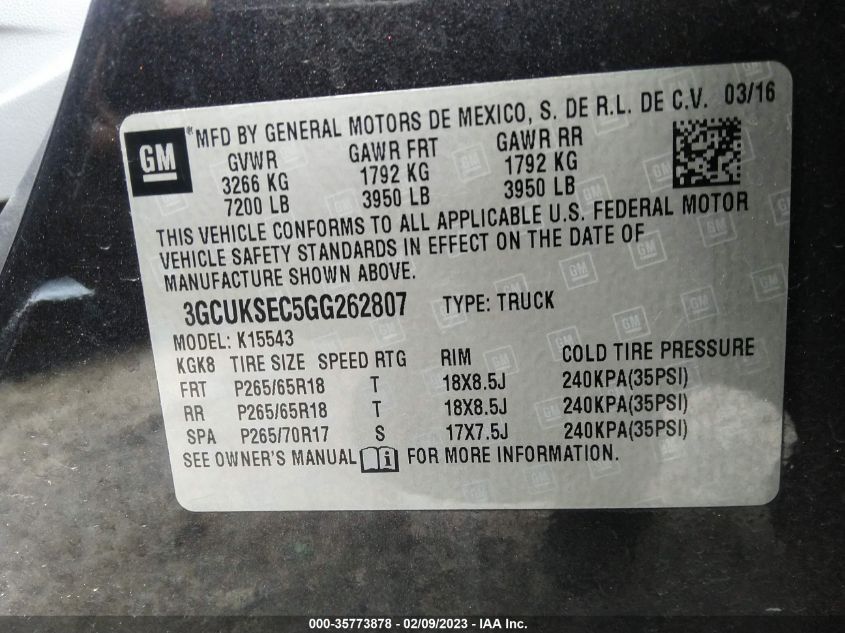 GM
® MFD BY GENERAL MOTORS DE MEXICO, S. DE R.L. DE C.V. 03/16
GVWR GAWR FRT GAWR RR
3266 KG 1792 KG 1792 KG
7200 LB 3950 LB 3950 LB
THIS VEHICLE CONFORMS TO ALL APPLICABLE U.S. FEDERAL MOTOR
VEHICLE SAFETY STANDARDS IN EFFECT ON THE DATE OF
MANUFACTURE SHOWN ABOVE.
3GCUKSEC5GG262807 TYPE: TRUCK
MODEL: K15543
KGK8 TIRE SIZE SPEED RTG RIM COLD TIRE PRESSURE
FRT P265/65R18 T 18X8.5J 240KPA(35PSI)
RR P265/65R18 T 18X8.5J 240KPA(35PSI)
SPA P265/70R17 S 17X7.5J 240KPA(35PSI)
SEE OWNER'S MANUAL i FOR MORE INFORMATION.
000-35773878 - 02/09/2023 - IAA Inc.